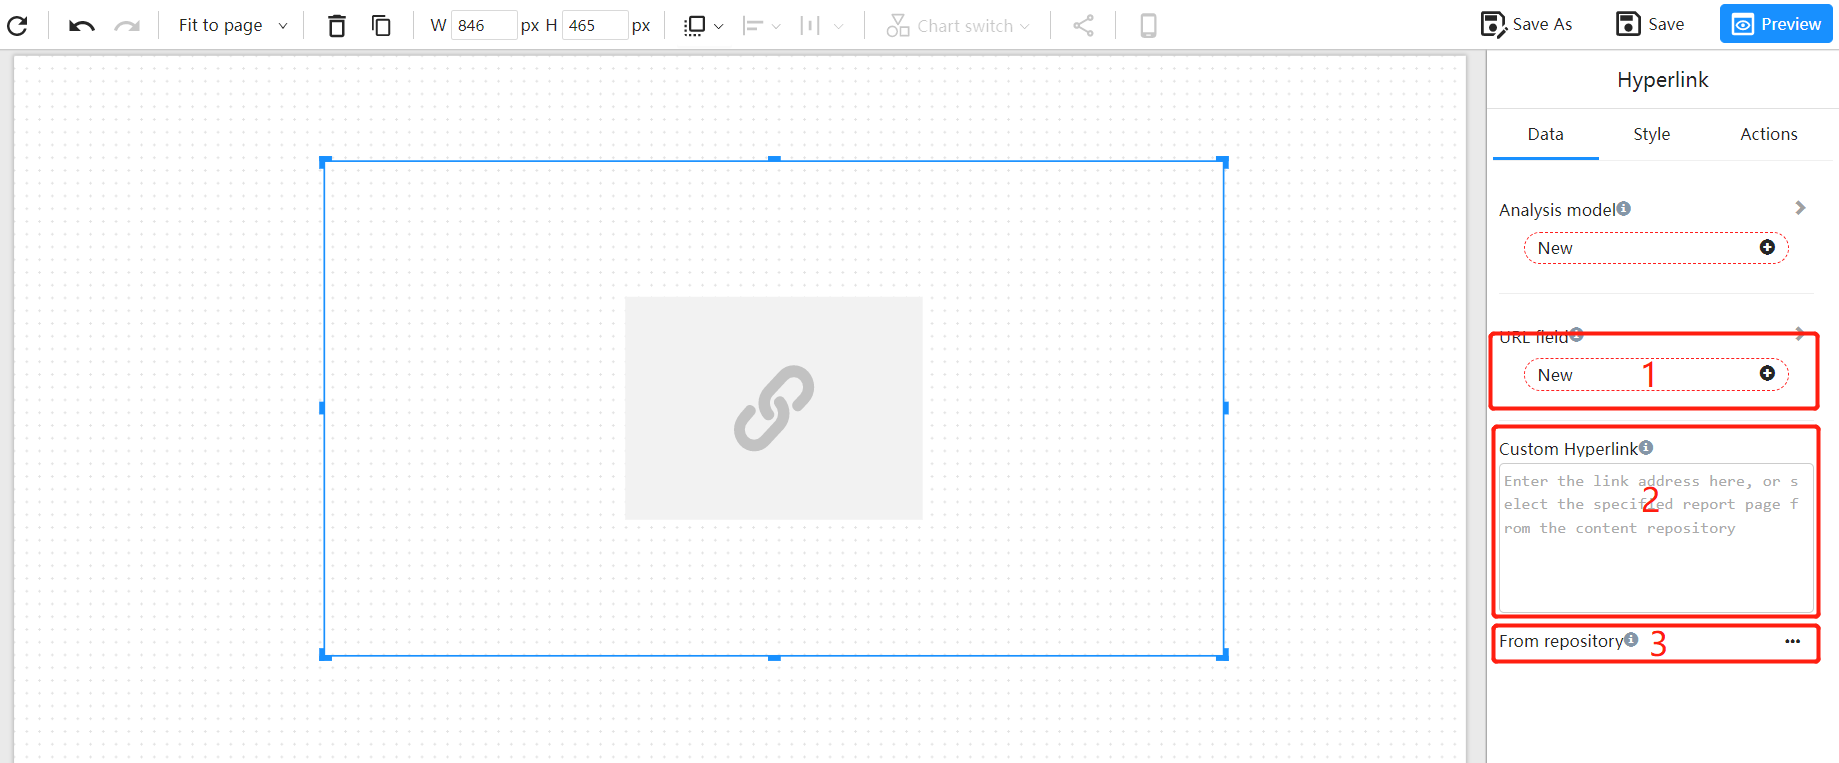 Fit to page W 846 px H 465 px Chart switch Save As Save Preview
Hyperlink
Data Style Actions
Analysis model
New
URL field
New 1
Custom Hyperlink
Enter the link address here, or s
elect the specified report page f
rom the content repository
2
From repository 3